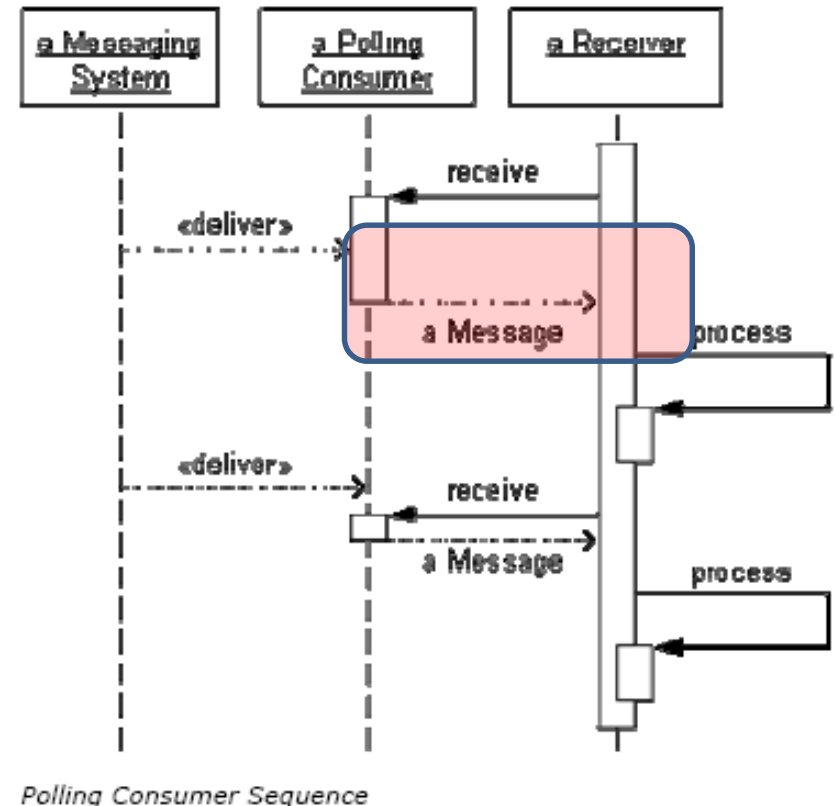 a Messaging
System
a Polling
Consumer
a Receiver
receive
«deliver»
a Message
process
«deliver»
receive
a Message
process
Polling Consumer Sequence